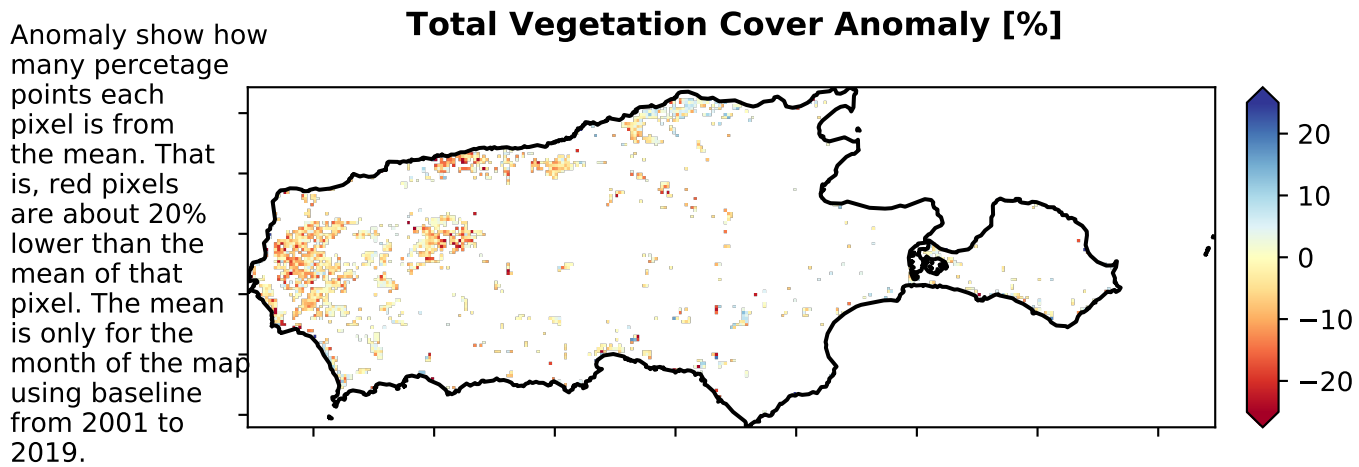 Total Vegetation Cover Anomaly [%]
Anomaly show how
many percetage
points each
pixel is from
the mean. That
is, red pixels
are about 20%
lower than the
mean of that
pixel. The mean
is only for the
month of the map
using baseline
from 2001 to
2019.
20
10
0
−10
−20